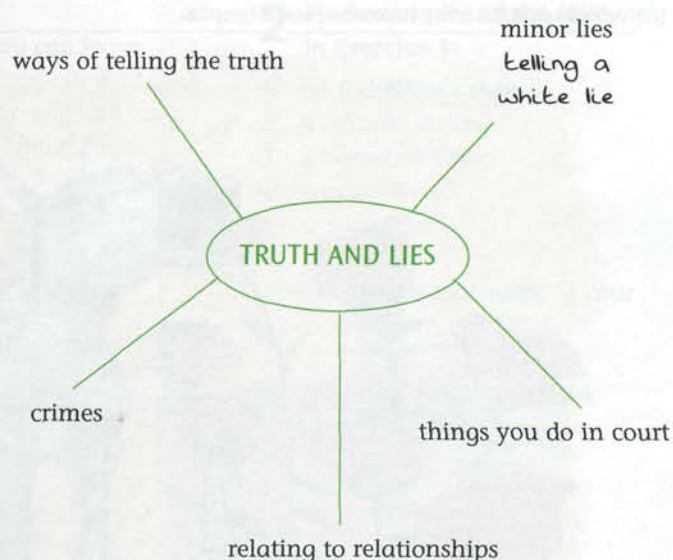 minor lies
telling a
white lie
ways of telling the truth
TRUTH AND LIES
crimes
things you do in court
relating to relationships